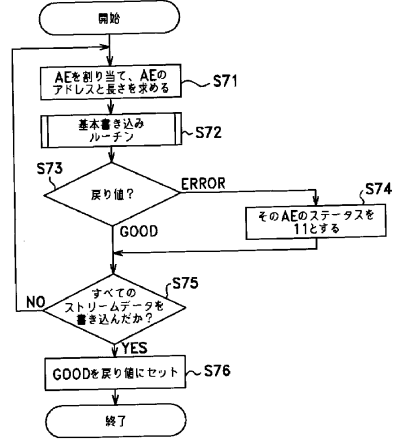 開始
AEを割り当て、AEの
アドレスと長さを求める
S71
基本書き込み
ルーチン
S72
S73
戻り値?
ERROR
GOOD
S74
そのAEのステータスを
11とする
S75
すべての
ストリームデータを
書き込んだか?
NO
YES
GOODを戻り値にセット
S76
終了